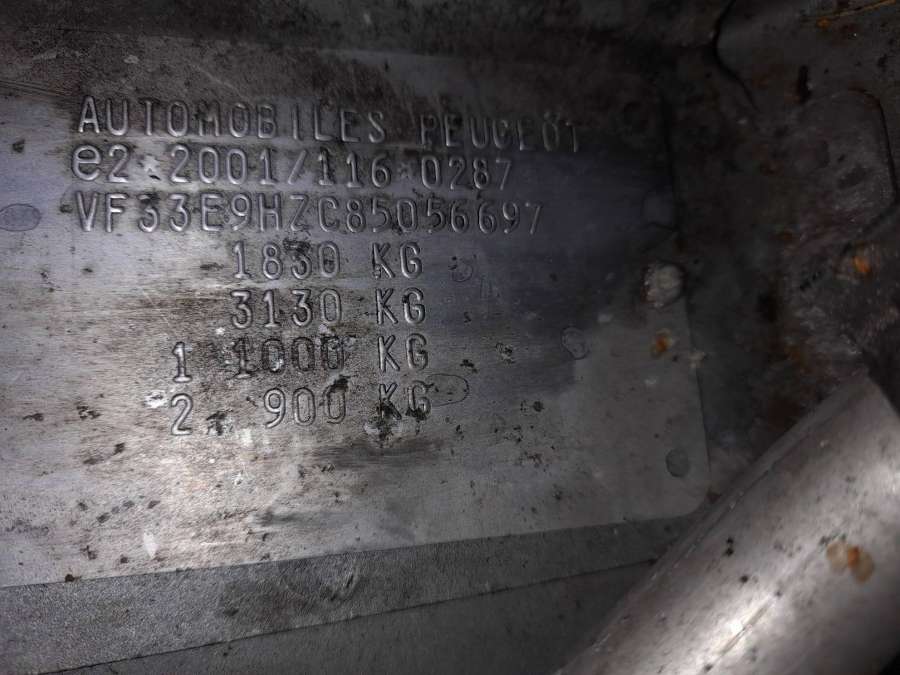 AUTOMOBILES PEUGEOT
e2*2001/116*0287
VF33E9HZC85056697
1830 KG
3130 KG
1 1000 KG
2 900 KG